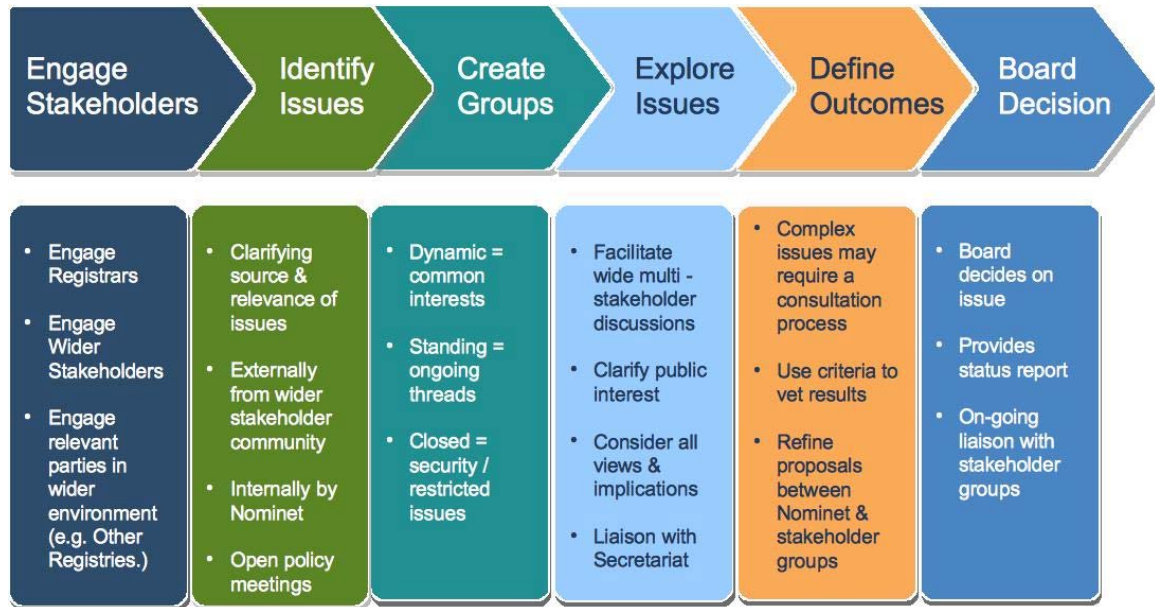 Engage
Stakeholders
Identify
Issues
Create
Groups
Explore
Issues
Define
Outcomes
Board
Decision
• Engage
Registrars
• Engage
Wider
Stakeholders
• Engage
relevant
parties in
wider
environment
(e.g. Other
Registries.)
• Clarifying
source &
relevance of
issues
• Externally
from wider
stakeholder
community
• Internally by
Nominet
• Open policy
meetings
• Dynamic =
common
interests
• Standing =
ongoing
threads
• Closed =
security /
restricted
issues
• Facilitate
wide multi -
stakeholder
discussions
• Clarify public
interest
• Consider all
views &
implications
• Liaison with
Secretariat
• Complex
issues may
require a
consultation
process
• Use criteria to
vet results
• Refine
proposals
between
Nominet &
stakeholder
groups
• Board
decides on
issue
• Provides
status report
• On-going
liaison with
stakeholder
groups